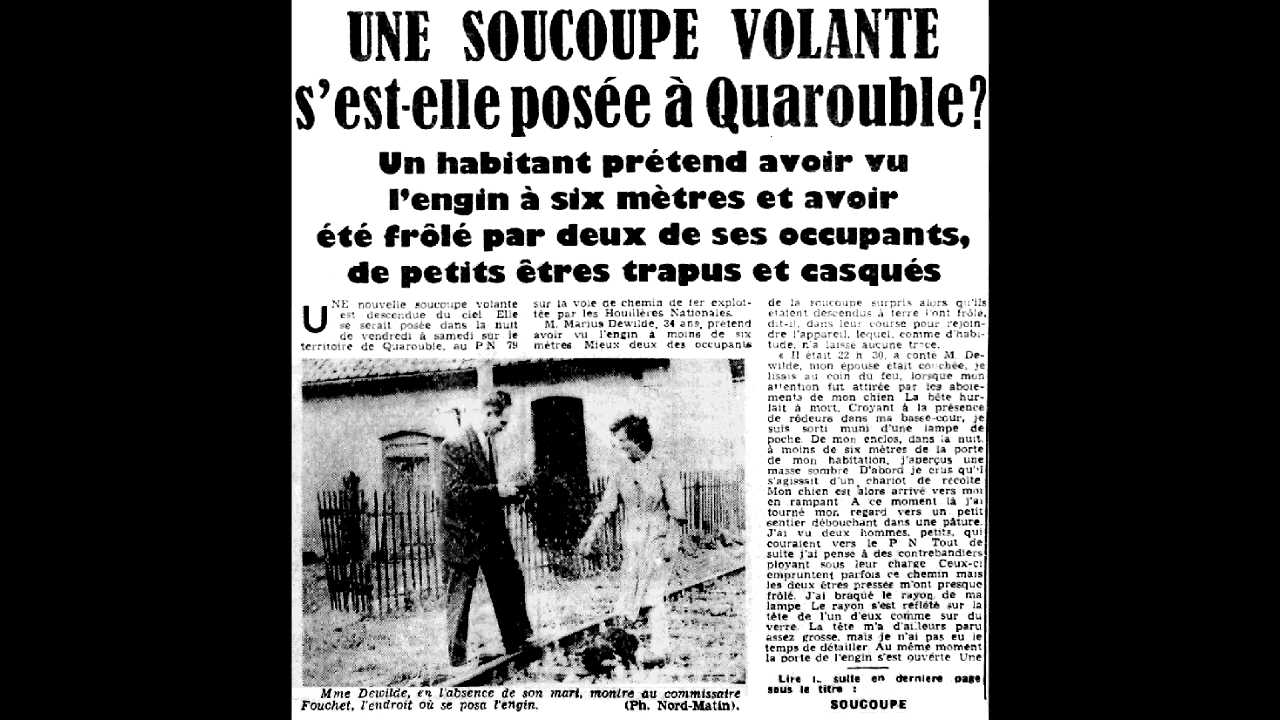 UNE SOUCOUPE VOLANTE
s'est-elle posée à Quarouble?
Un habitant prétend avoir vu
l'engin à six mètres et avoir
été frôlé par deux de ses occupants,
de petits êtres trapus et casqués
UNE nouvelle soucoupe volante
est descendue du ciel. Elle
se serait posée dans la nuit
de vendredi à samedi sur le
territoire de Quarouble, au P N 79
sur la voie de chemin de fer exploi-
tée par les Houillères Nationales.
M. Marius Dewilde, 34 ans, prétend
avoir vu l'engin à moins de six
mètres. Mieux deux des occupants
de la soucoupe surpris alors qu'ils
étaient descendus à terre l'ont frôlé,
dit-il, dans leur course pour rejoin-
dre l'appareil, lequel, comme d'habi-
tude, n'a laissé aucune trace.
« Il était 22 h 30, a conté M. De-
wilde, mon épouse était couchée, je
lisais au coin du feu, lorsque mon
attention fut attirée par les aboie-
ments de mon chien La bête hur-
lait à mort. Croyant à la présence
de rôdeurs dans ma basse-cour, je
suis sorti muni d'une lampe de
poche. De mon enclos, dans la nuit,
à moins de six mètres de la porte
de mon habitation, j'aperçus une
masse sombre D'abord je crus qu'il
s'agissait d'un chariot de récolte
Mon chien est alors arrivé vers moi
en rampant A ce moment là j'ai
tourné mon regard vers un petit
sentier débouchant dans une pâture.
J'ai vu deux hommes, petits, qui
couraient vers le P N Tout de
suite j'ai pensé à des contrebandiers
ployant sous leur charge Ceux-ci
empruntent parfois ce chemin mais
les deux êtres pressée m'ont presque
frôlé. J'ai braqué le rayon de ma
lampe Le rayon s'est reflété sur la
tête de l'un d'eux comme sur du
verre. La tête m'a d'ailleurs paru
assez grosse, mais je n'ai pas eu le
temps de détailler Au même moment
la porte de l'engin s'est ouverte Une
Lire la suite en dernière page
sous le titre :
SOUCOUPE
Mme Dewilde, en l'absence de son mari, montre au commissaire
Fouchet, l'endroit où se posa l'engin. (Ph. Nord-Matin).